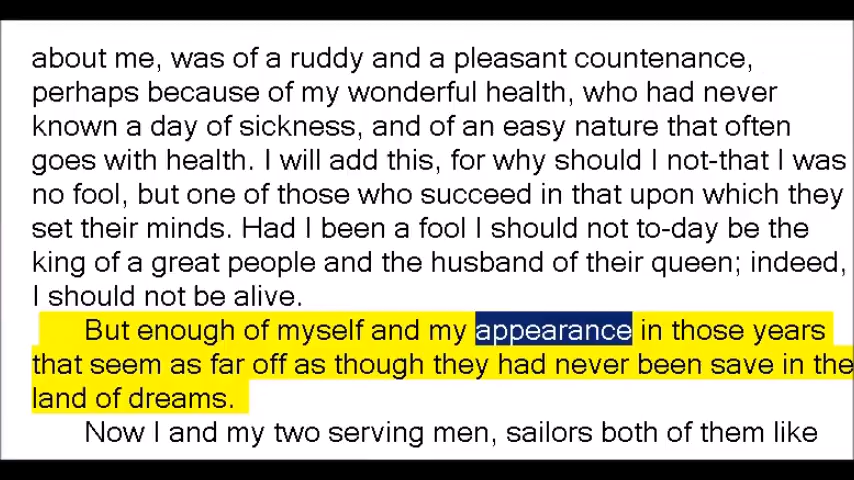 about me, was of a ruddy and a pleasant countenance,
perhaps because of my wonderful health, who had never
known a day of sickness, and of an easy nature that often
goes with health. I will add this, for why should I not-that I was
no fool, but one of those who succeed in that upon which they
set their minds. Had I been a fool I should not to-day be the
king of a great people and the husband of their queen; indeed,
I should not be alive.
But enough of myself and my appearance in those years
that seem as far off as though they had never been save in the
land of dreams.
Now I and my two serving men, sailors both of them like